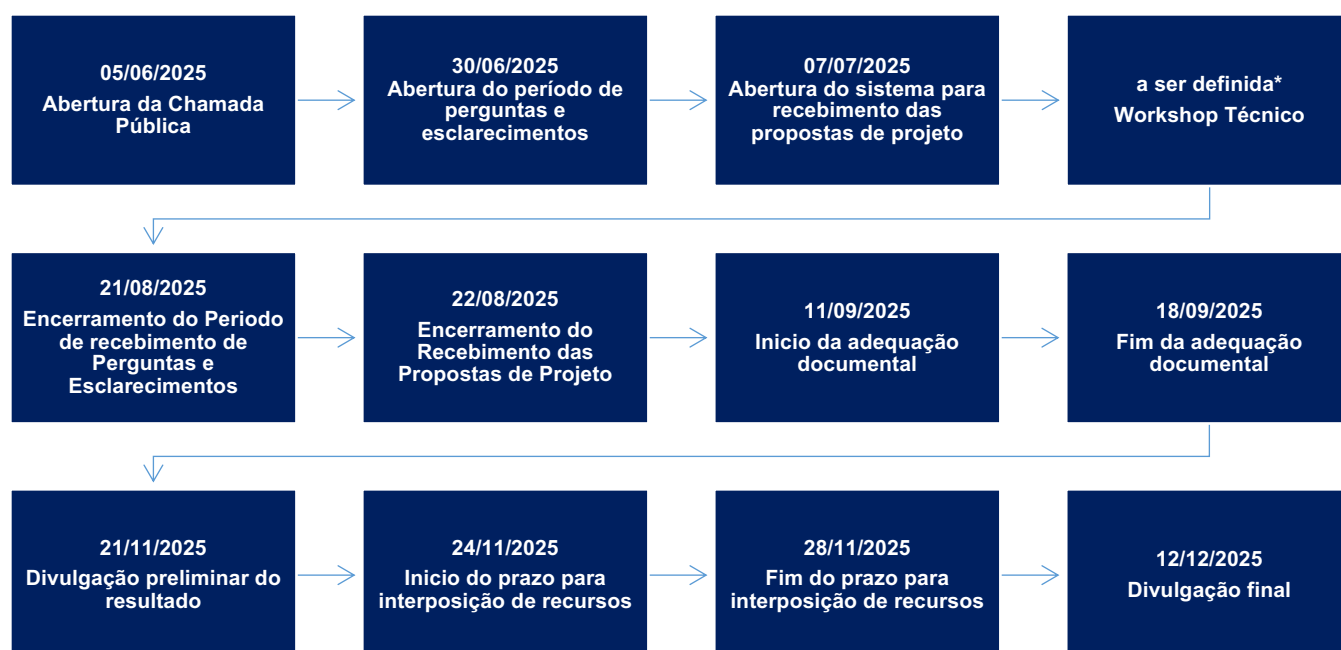 05/06/2025
Abertura da Chamada
Pública
30/06/2025
Abertura do período de
perguntas e
esclarecimentos
07/07/2025
Abertura do sistema para
recebimento das
propostas de projeto
a ser definida*
Workshop Técnico
21/08/2025
Encerramento do Periodo
de recebimento de
Perguntas e
Esclarecimentos
22/08/2025
Encerramento do
Recebimento das
Propostas de Projeto
11/09/2025
Inicio da adequação
documental
18/09/2025
Fim da adequação
documental
21/11/2025
Divulgação preliminar do
resultado
24/11/2025
Inicio do prazo para
interposição de recursos
28/11/2025
Fim do prazo para
interposição de recursos
12/12/2025
Divulgação final